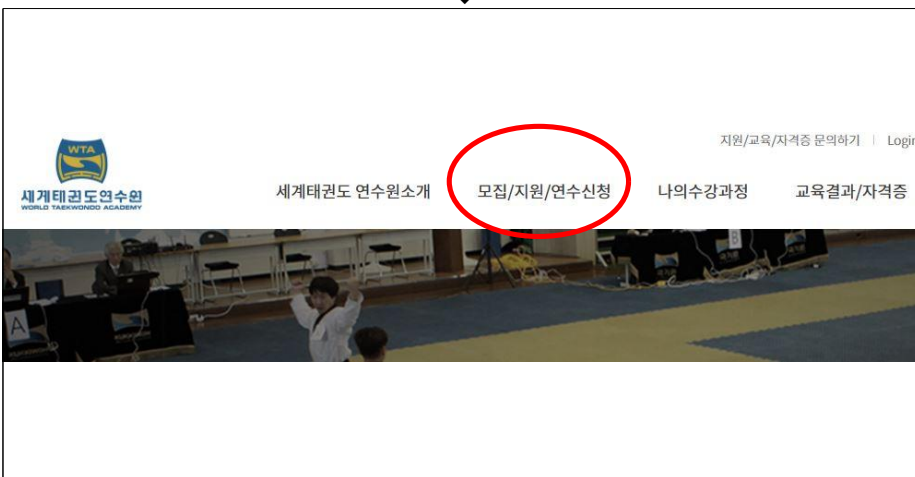 지원/교육/자격증 문의하기 | Login
WTA
세계태권도연수원
WORLD TAEKWONDO ACADEMY
세계태권도 연수원소개 모집/지원/연수신청 나의수강과정 교육결과/자격증
B
A